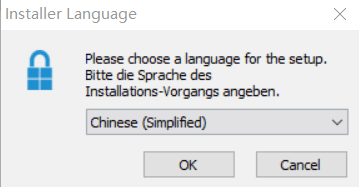 Installer Language
Please choose a language for the setup.
Bitte die Sprache des
Installations-Vorgangs angeben.
Chinese (Simplified)
OK
Cancel